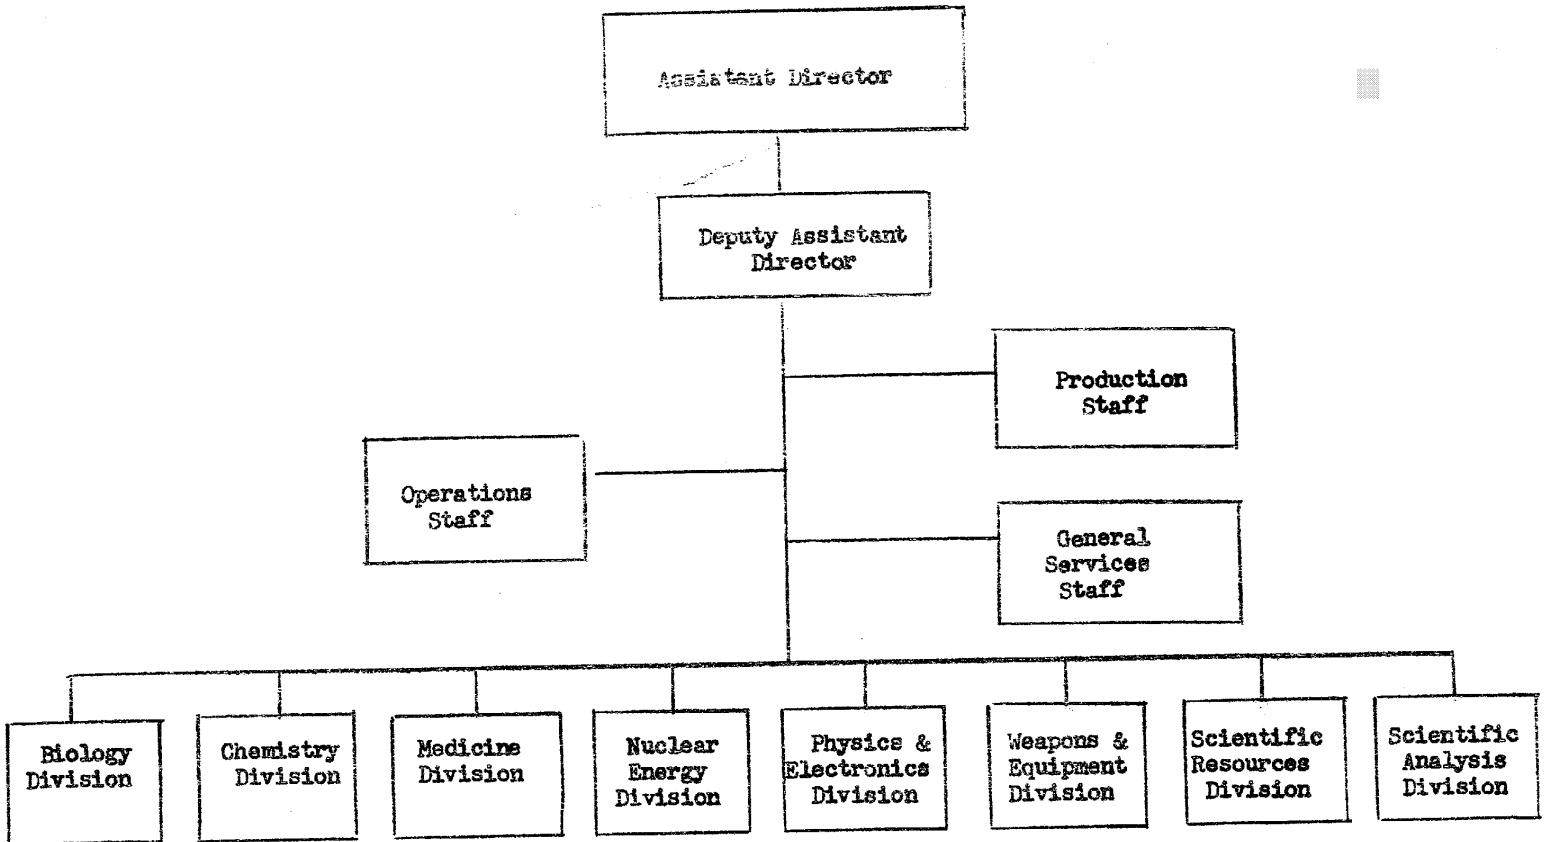 Assistant Director
Deputy Assistant
Director
Production
Staff
Operations
Staff
General
Services
Staff
Biology
Division
Chemistry
Division
Medicine
Division
Nuclear
Energy
Division
Physics &
Electronics
Division
Weapons &
Equipment
Division
Scientific
Resources
Division
Scientific
Analysis
Division